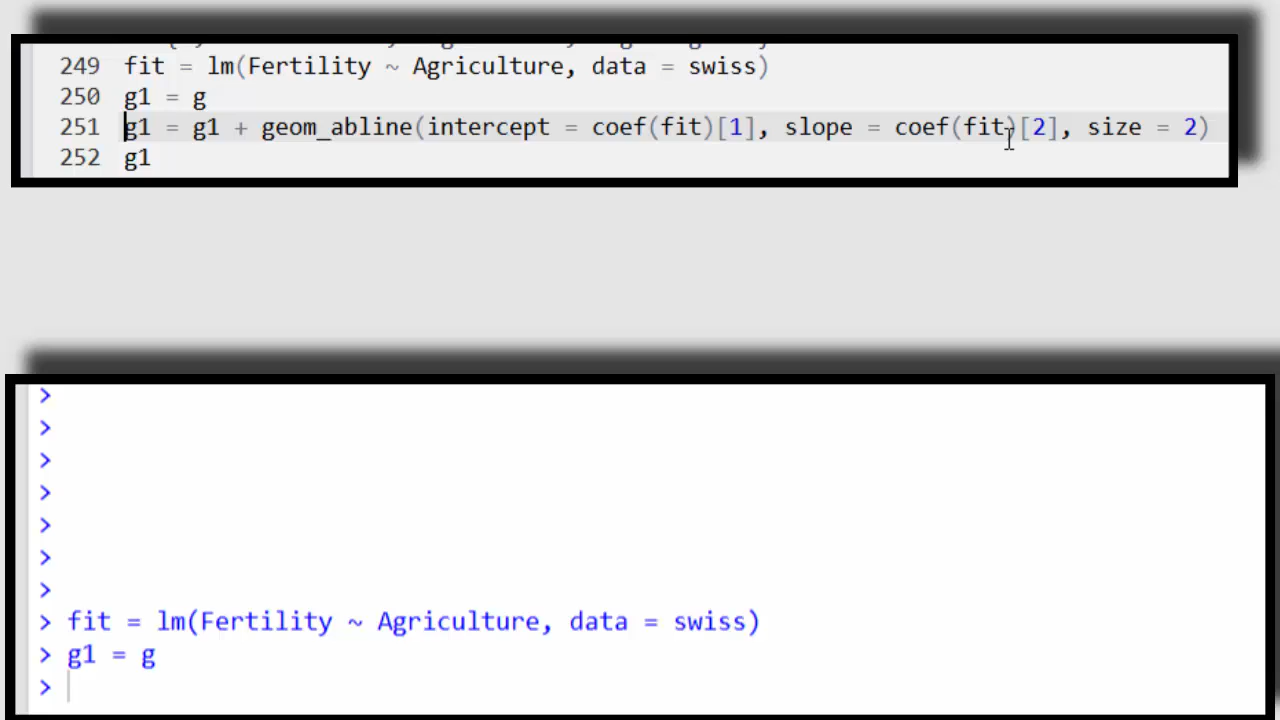 249 fit = lm(Fertility ~ Agriculture, data = swiss)
250 g1 = g
251 g1 = g1 + geom_abline(intercept = coef(fit)[1], slope = coef(fit)[2], size = 2)
252 g1
>
>
>
>
>
>
>
> fit = lm(Fertility ~ Agriculture, data = swiss)
> g1 = g
>